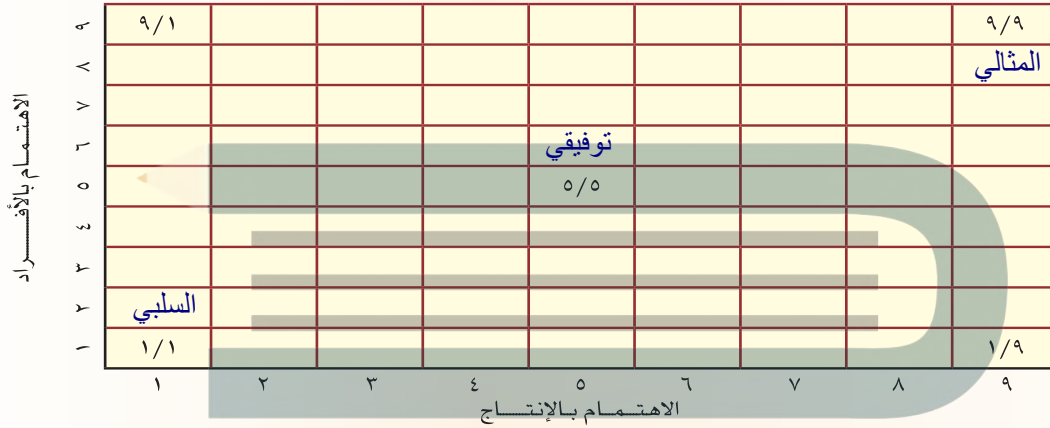 الاهتمام بالأفراد
٩
٩/١
٩/٩
٨
المثالي
٧
٦
توفيقي
٥
٥/٥
٤
٣
٢
السلبي
١
١/١
١/٩
١ ٢ ٣ ٤ ٥ ٦ ٧ ٨ ٩
الاهتمام بالإنتاج